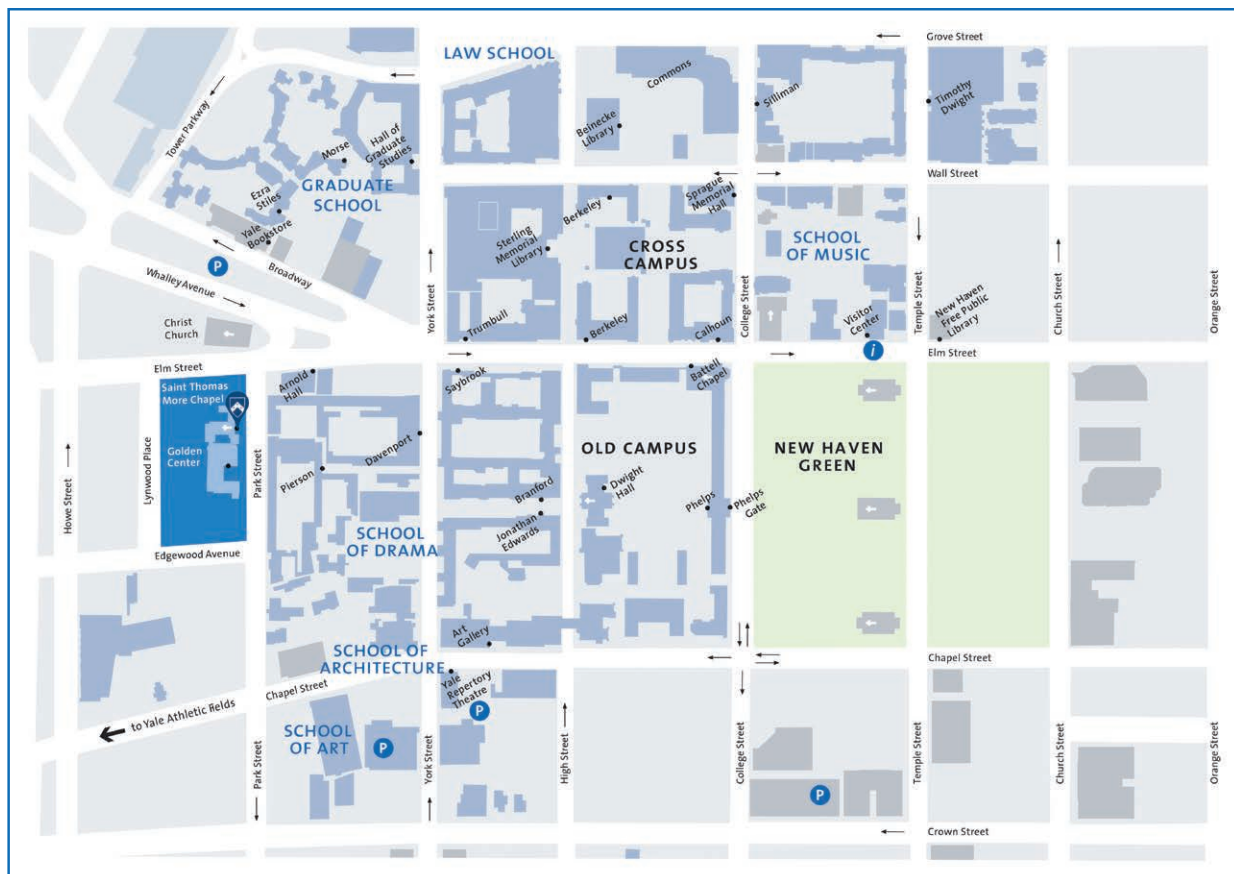 Grove Street
LAW SCHOOL
Commons
Silliman
Timothy
Dwight
Beinecke
Library
Tower Parkway
Morse
Hall of
Graduate
Studies
Wall Street
GRADUATE
SCHOOL
Ezra
Stiles
Yale
Bookstore
Berkeley
Sprague
Memorial
Hall
Sterling
Memorial
Library
CROSS
CAMPUS
SCHOOL
OF MUSIC
P
Broadway
Whalley Avenue
York Street
College Street
Temple Street
Church Street
Orange Street
Christ
Church
Trumbull
Berkeley
Calhoun
Visitor
Center
New Haven
Free Public
Library
i
Elm Street
Elm Street
Saint Thomas
More Chapel
Arnold
Hall
Saybrook
Battell
Chapel
Golden
Center
Davenport
Pierson
OLD CAMPUS
NEW HAVEN
GREEN
Howe Street
Lynwood Place
Park Street
Dwight
Hall
Branford
Jonathan
Edwards
Phelps
Phelps
Gate
SCHOOL
OF DRAMA
Edgewood Avenue
Art
Gallery
SCHOOL OF
ARCHITECTURE
Chapel Street
Chapel Street
Yale
Repertory
Theatre
P
to Yale Athletic Fields
SCHOOL
OF ART
P
Park Street
York Street
High Street
College Street
Temple Street
Church Street
Orange Street
P
Crown Street